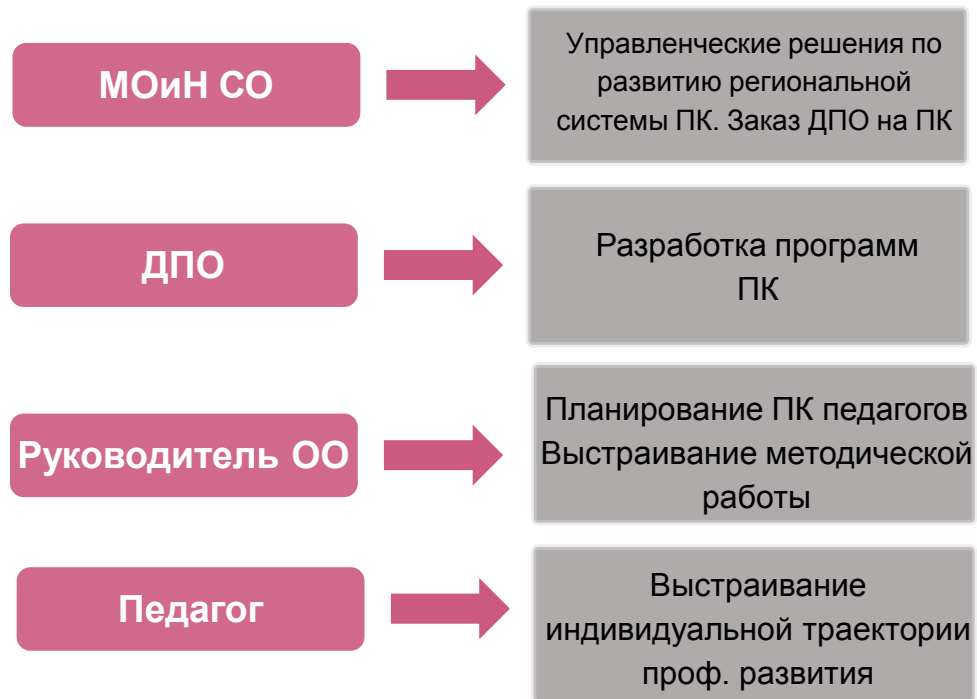 МОиН СО
Управленческие решения по
развитию региональной
системы ПК. Заказ ДПО на ПК
ДПО
Разработка программ
ПК
Руководитель ОО
Планирование ПК педагогов
Выстраивание методической
работы
Педагог
Выстраивание
индивидуальной траектории
проф. развития